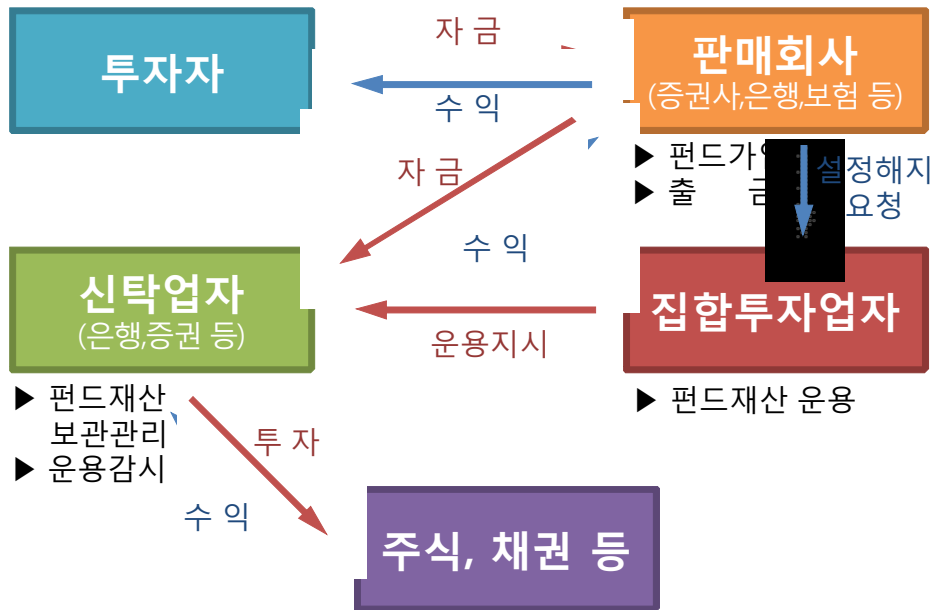 자 금
투자자
판매회사
(증권사,은행,보험 등)
수 익
▶ 펀드가
▶ 출 금
설정해지
요청
자 금
수 익
신탁업자
(은행,증권 등)
집합투자업자
운용지시
▶ 펀드재산
보관관리
▶ 운용감시
▶ 펀드재산 운용
투 자
수 익
주식, 채권 등